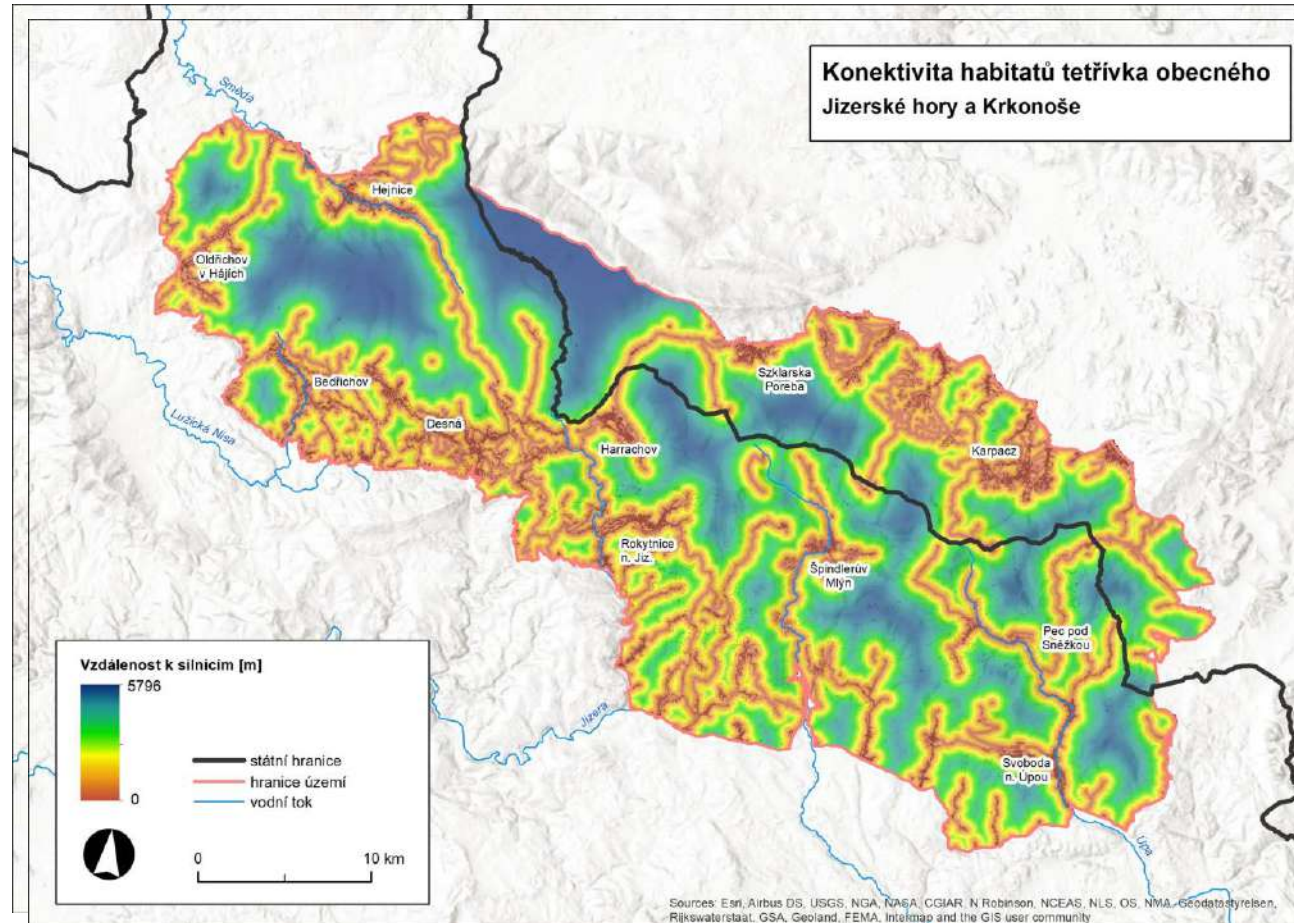 Konektivita habitatů tetřívka obecného
Jizerské hory a Krkonoše
Smědá
Hejnice
Oldřichov
v Hájích
Bedřichov
Lužická Nisa
Desná
Harrachov
Szklarska
Poreba
Karpacz
Rokytnice
n. Jiz.
Špindlerův
Mlýn
Pec pod
Sněžkou
Jizera
Svoboda
n. Úpou
Úpa
Vzdálenost k silnicím [m]
5796
0
státní hranice
hranice území
vodní tok
0
10 km
Sources: Esri, Airbus DS, USGS, NGA, NASA, CGIAR, N Robinson, NCEAS, NLS, OS, NMA, Geodatastyrelsen,
Rijkswaterstaat, GSA, Geoland, FEMA, Intermap and the GIS user community